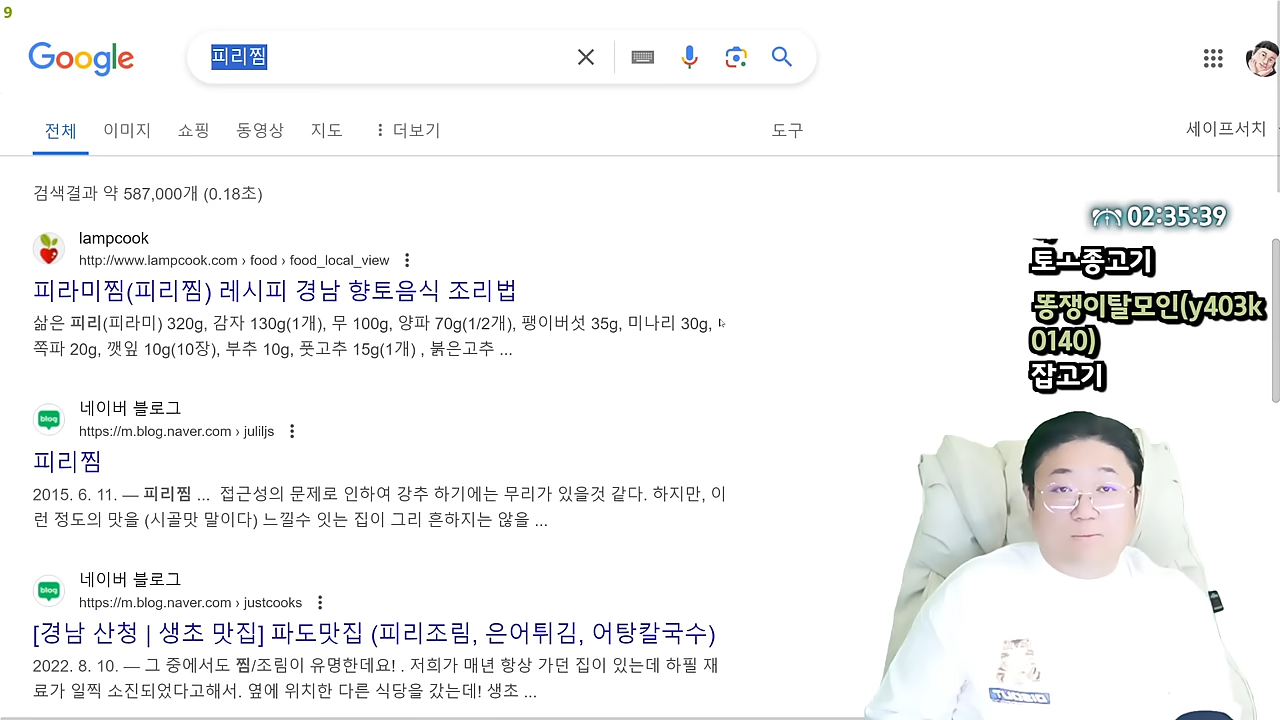 9
Google
피리찜
전체 이미지 쇼핑 동영상 지도 더보기 도구 세이프서치
검색결과 약 587,000개 (0.18초)
lampcook
http://www.lampcook.com › food › food_local_view
피라미찜(피리찜) 레시피 경남 향토음식 조리법
삶은 피리(피라미) 320g, 감자 130g(1개), 무 100g, 양파 70g(1/2개), 팽이버섯 35g, 미나리 30g,
쪽파 20g, 깻잎 10g(10장), 부추 10g, 풋고추 15g(1개) , 붉은고추 ...
네이버 블로그
https://m.blog.naver.com › juliljs
피리찜
2015. 6. 11. — 피리찜 ... 접근성의 문제로 인하여 강추 하기에는 무리가 있을것 같다. 하지만, 이
런 정도의 맛을 (시골맛 말이다) 느낄수 잇는 집이 그리 흔하지는 않을 ...
네이버 블로그
https://m.blog.naver.com › justcooks
[경남 산청 | 생초 맛집] 파도맛집 (피리조림, 은어튀김, 어탕칼국수)
2022. 8. 10. — 그 중에서도 찜/조림이 유명한데요! . 저희가 매년 항상 가던 집이 있는데 하필 재
료가 일찍 소진되었다고해서. 옆에 위치한 다른 식당을 갔는데! 생초 ...
02:35:39
똥쟁이탈모인(y403k
0140)
잡고기
blog
blog